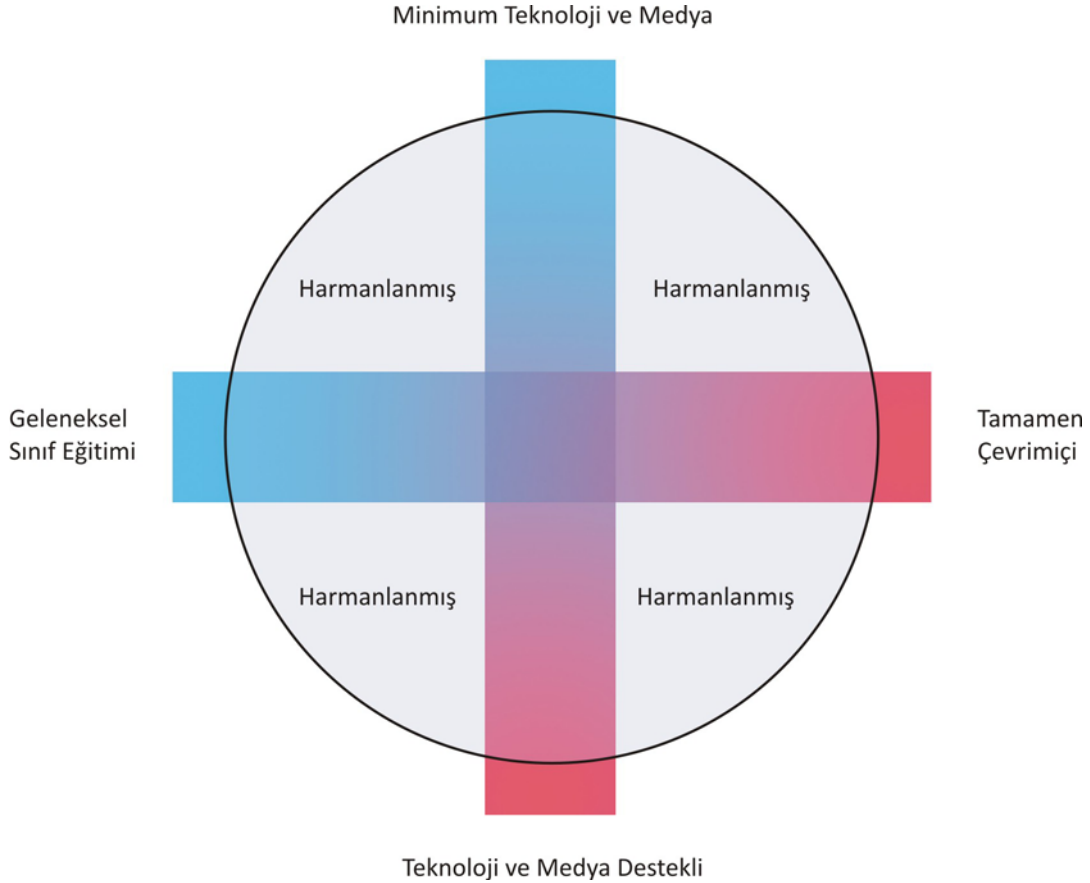 Minimum Teknoloji ve Medya
Harmanlanmış
Harmanlanmış
Geleneksel
Sınıf Eğitimi
Tamamen
Çevrimiçi
Harmanlanmış
Harmanlanmış
Teknoloji ve Medya Destekli